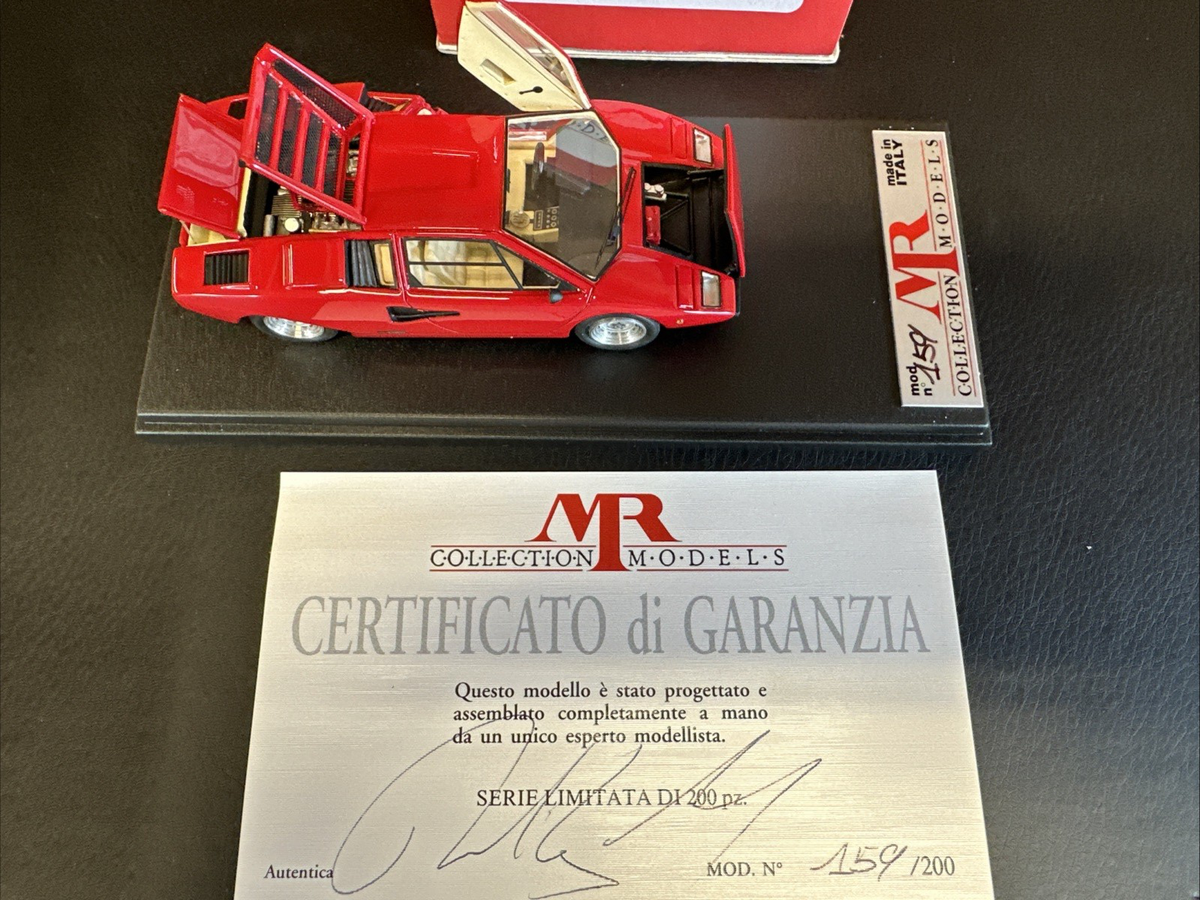 made in
ITALY
MR
COLLECTION MODELS
mod.
n° 159
MR
C·O·L·L·E·C·T·I·O·N M·O·D·E·L·S
CERTIFICATO di GARANZIA
Questo modello è stato progettato e
assemblato completamente a mano
da un unico esperto modellista.
SERIE LIMITATA DI 200 pz.
Autentica
MOD. N° 159 /200